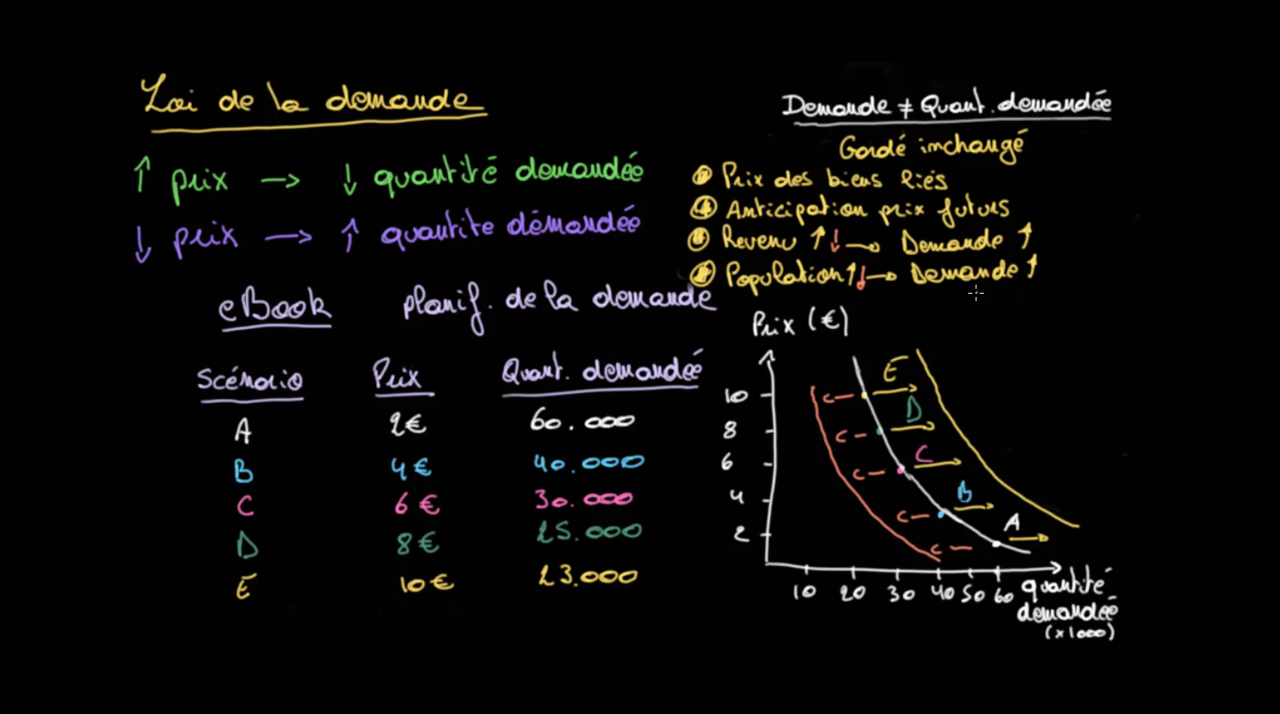 Loi de la demande
↑ prix → ↓ quantité demandée
↓ prix → ↑ quantite démandée
eBook planif. de la demande
Scénario Prix Quant. demandée
A 2€ 60.000
B 4€ 40.000
C 6€ 30.000
D 8€ 25.000
E 10€ 23.000
Demande ≠ Quant. demandée
Gardé inchangé
Prix des biens liés
Anticipation prix futurs
Revenu ↑↓ → Demande ↑
Population ↑↓ → Demande ↑
Prix (€)
10
8
6
4
2
E
D
C
B
A
10 20 30 40 50 60
quantité
demandée
(x1000)